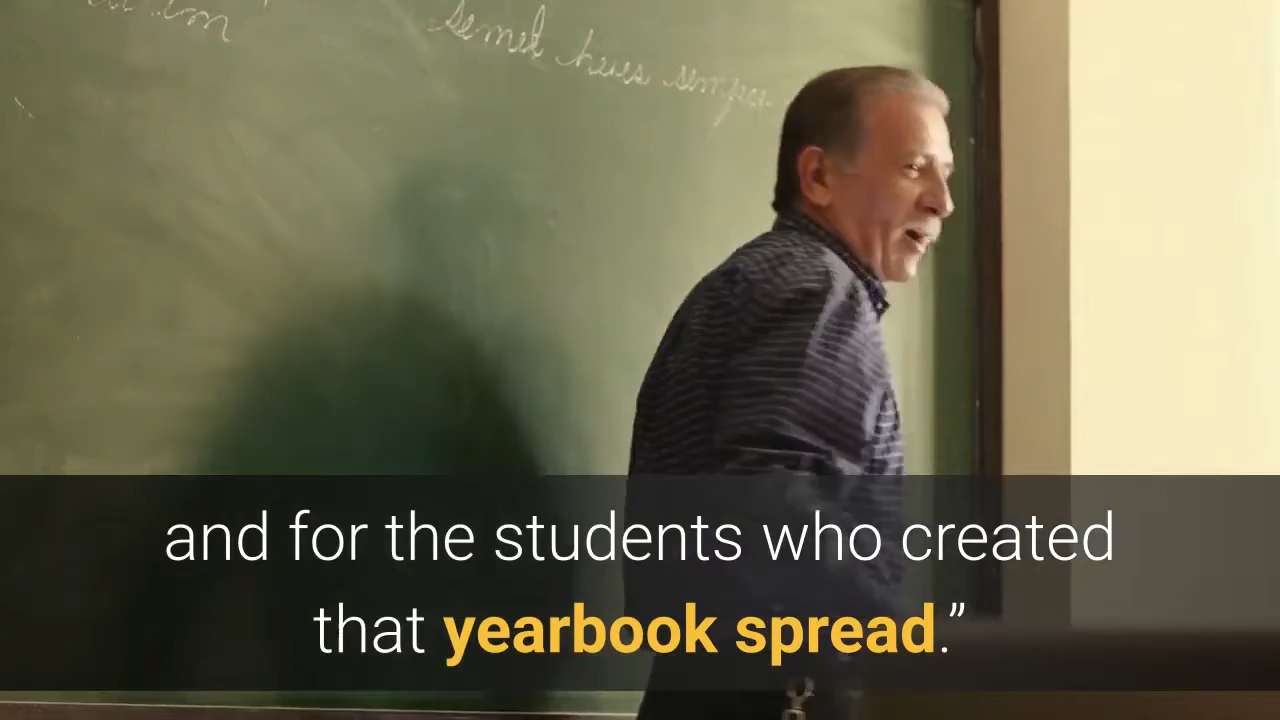 semel heres semper
and for the students who created
that yearbook spread.”